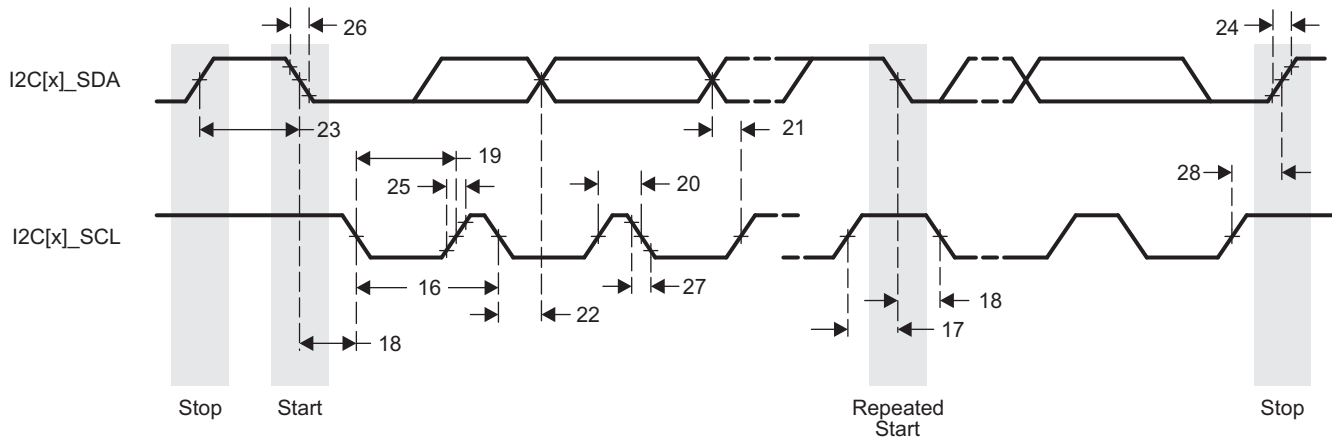 26
24
I2C[x]_SDA
23
21
19
25
20
28
I2C[x]_SCL
16
27
18
22
17
18
Stop
Start
Repeated
Start
Stop